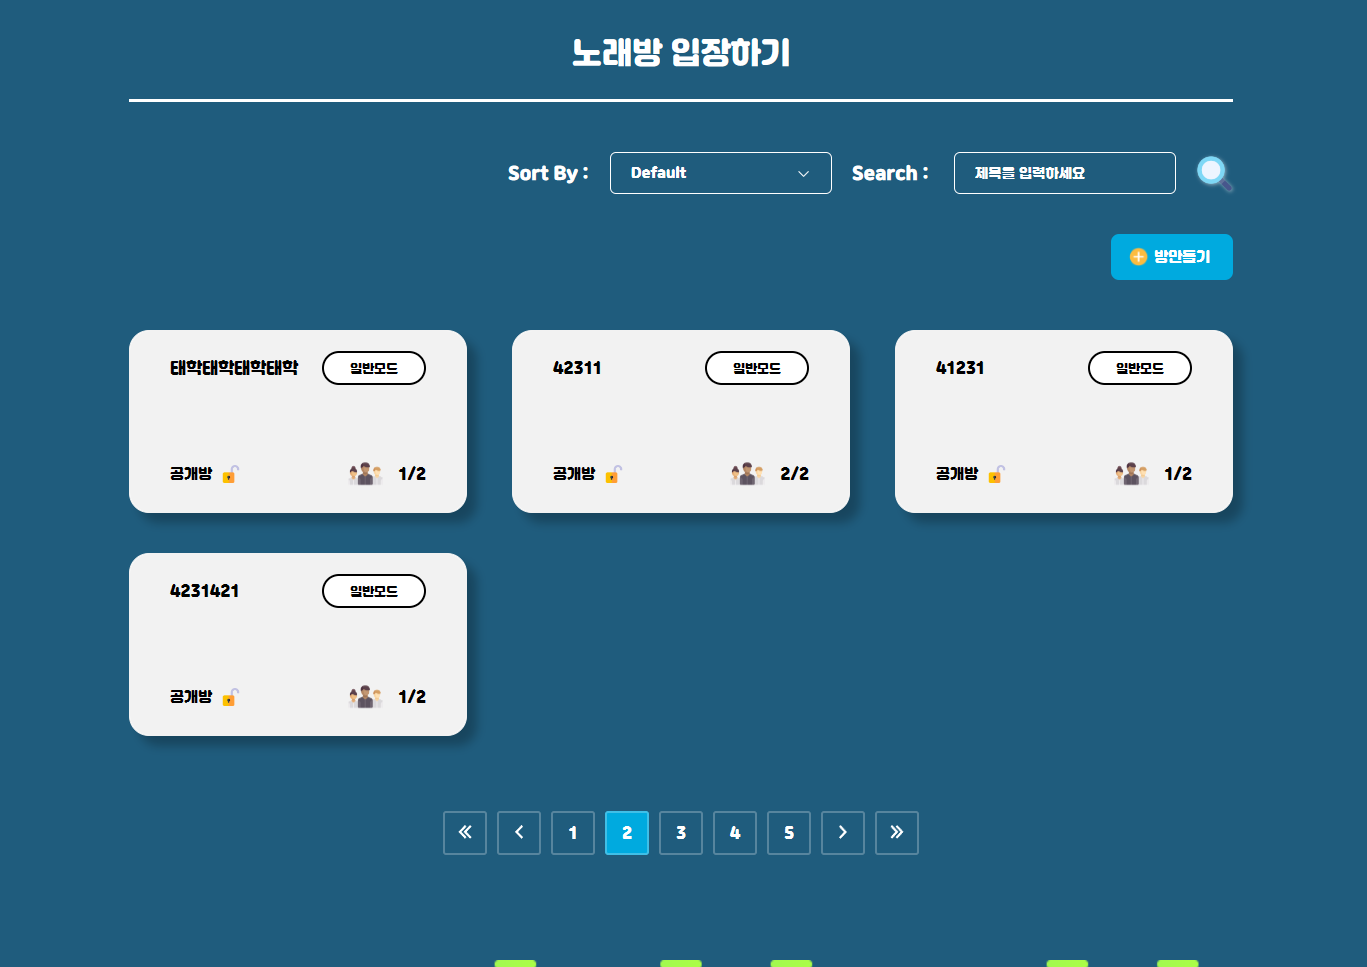 노래방 입장하기
Sort By : Default Search : 제목을 입력하세요
방만들기
태학태학태학태학 일반모드 42311 일반모드 41231 일반모드
공개방 1/2 공개방 2/2 공개방 1/2
4231421 일반모드
공개방 1/2
1 2 3 4 5